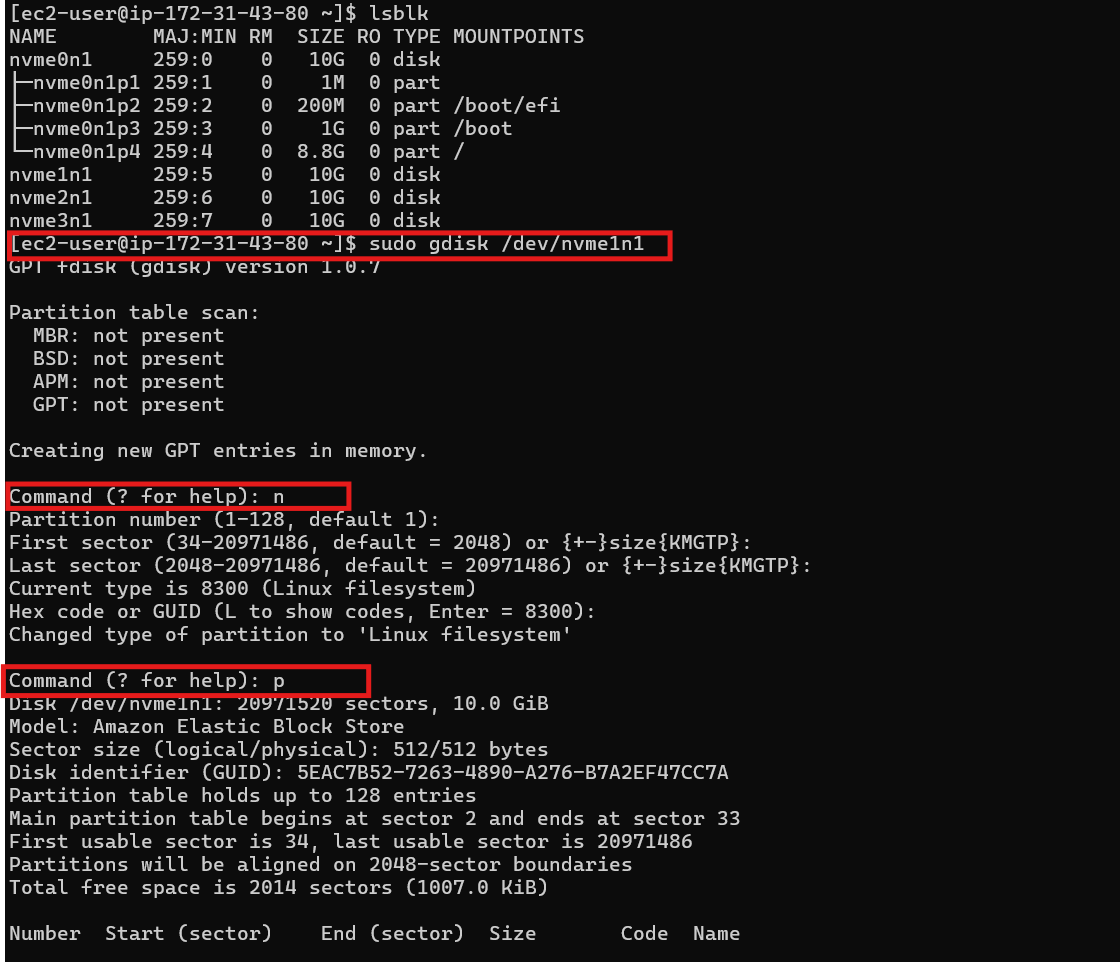 [ec2-user@ip-172-31-43-80 ~]$ lsblk
NAME        MAJ:MIN RM   SIZE RO TYPE MOUNTPOINTS
nvme0n1     259:0    0    10G  0 disk
├─nvme0n1p1 259:1    0     1M  0 part
├─nvme0n1p2 259:2    0   200M  0 part /boot/efi
├─nvme0n1p3 259:3    0     1G  0 part /boot
└─nvme0n1p4 259:4    0   8.8G  0 part /
nvme1n1     259:5    0    10G  0 disk
nvme2n1     259:6    0    10G  0 disk
nvme3n1     259:7    0    10G  0 disk
[ec2-user@ip-172-31-43-80 ~]$ sudo gdisk /dev/nvme1n1
GPT fdisk (gdisk) version 1.0.7

Partition table scan:
  MBR: not present
  BSD: not present
  APM: not present
  GPT: not present

Creating new GPT entries in memory.

Command (? for help): n
Partition number (1-128, default 1):
First sector (34-20971486, default = 2048) or {+-}size{KMGTP}:
Last sector (2048-20971486, default = 20971486) or {+-}size{KMGTP}:
Current type is 8300 (Linux filesystem)
Hex code or GUID (L to show codes, Enter = 8300):
Changed type of partition to 'Linux filesystem'

Command (? for help): p
Disk /dev/nvme1n1: 20971520 sectors, 10.0 GiB
Model: Amazon Elastic Block Store
Sector size (logical/physical): 512/512 bytes
Disk identifier (GUID): 5EAC7B52-7263-4890-A276-B7A2EF47CC7A
Partition table holds up to 128 entries
Main partition table begins at sector 2 and ends at sector 33
First usable sector is 34, last usable sector is 20971486
Partitions will be aligned on 2048-sector boundaries
Total free space is 2014 sectors (1007.0 KiB)

Number  Start (sector)    End (sector)  Size       Code  Name